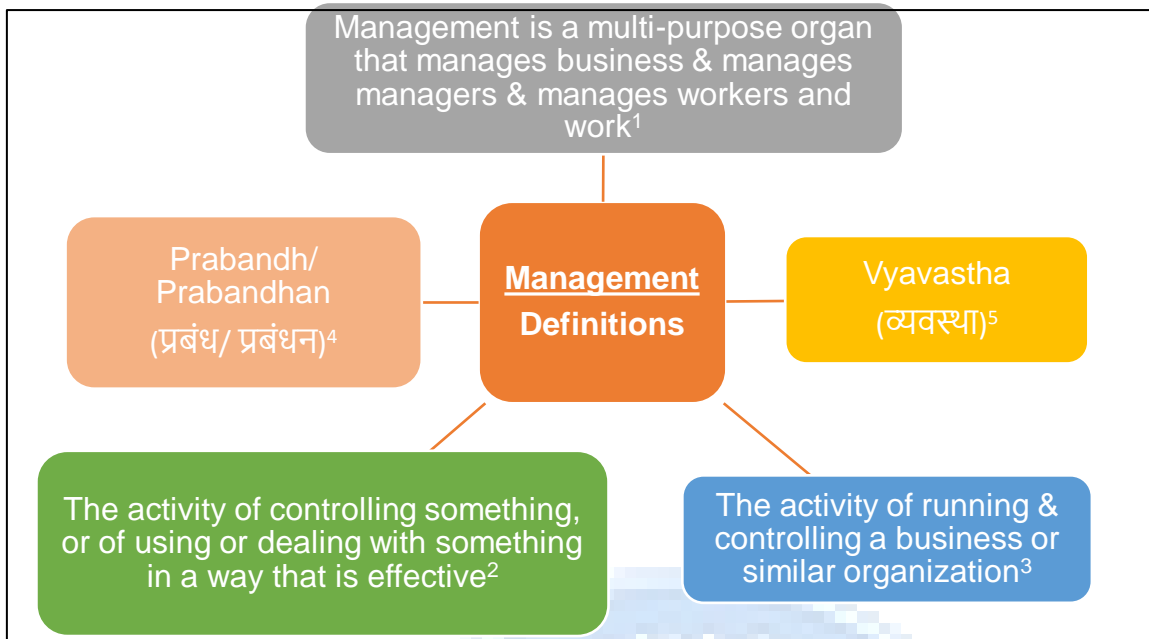 Management is a multi-purpose organ
that manages business & manages
managers & manages workers and
work¹
Prabandh/
Prabandhan
(प्रबंध/ प्रबंधन)⁴
Management
Definitions
Vyavastha
(व्यवस्था)⁵
The activity of controlling something,
or of using or dealing with something
in a way that is effective²
The activity of running &
controlling a business or
similar organization³